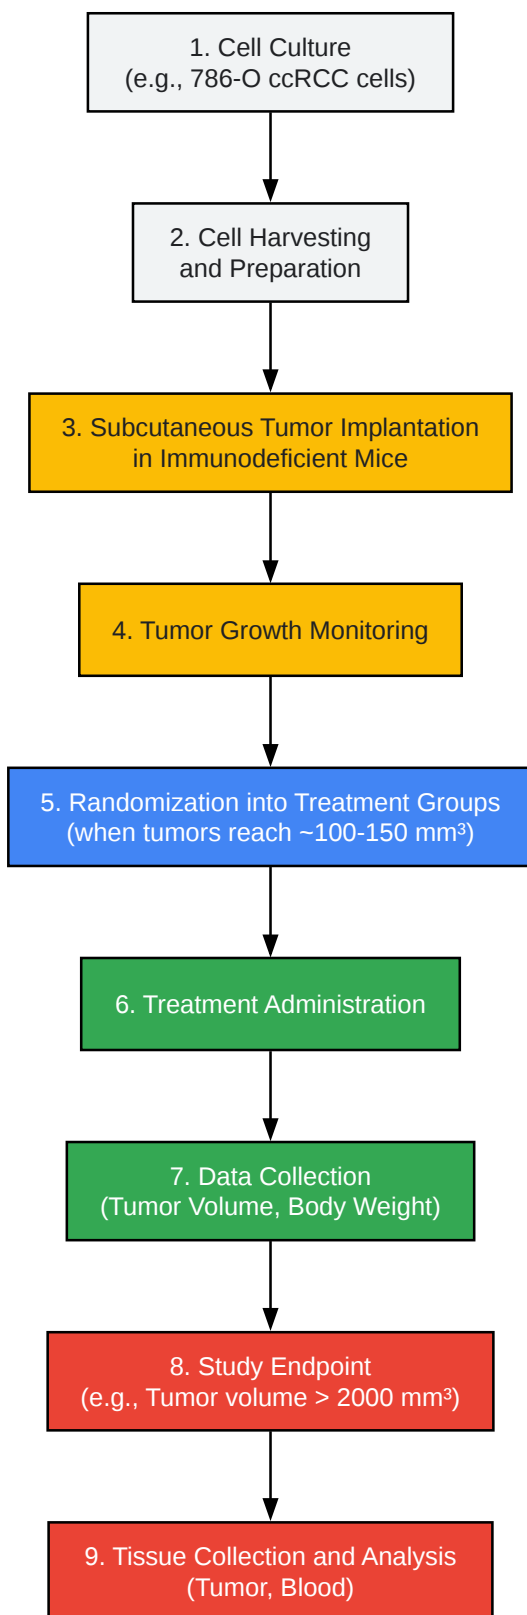 1. Cell Culture
(e.g., 786-O ccRCC cells)
2. Cell Harvesting
and Preparation
3. Subcutaneous Tumor Implantation
in Immunodeficient Mice
4. Tumor Growth Monitoring
5. Randomization into Treatment Groups
(when tumors reach ~100-150 mm³)
6. Treatment Administration
7. Data Collection
(Tumor Volume, Body Weight)
8. Study Endpoint
(e.g., Tumor volume > 2000 mm³)
9. Tissue Collection and Analysis
(Tumor, Blood)